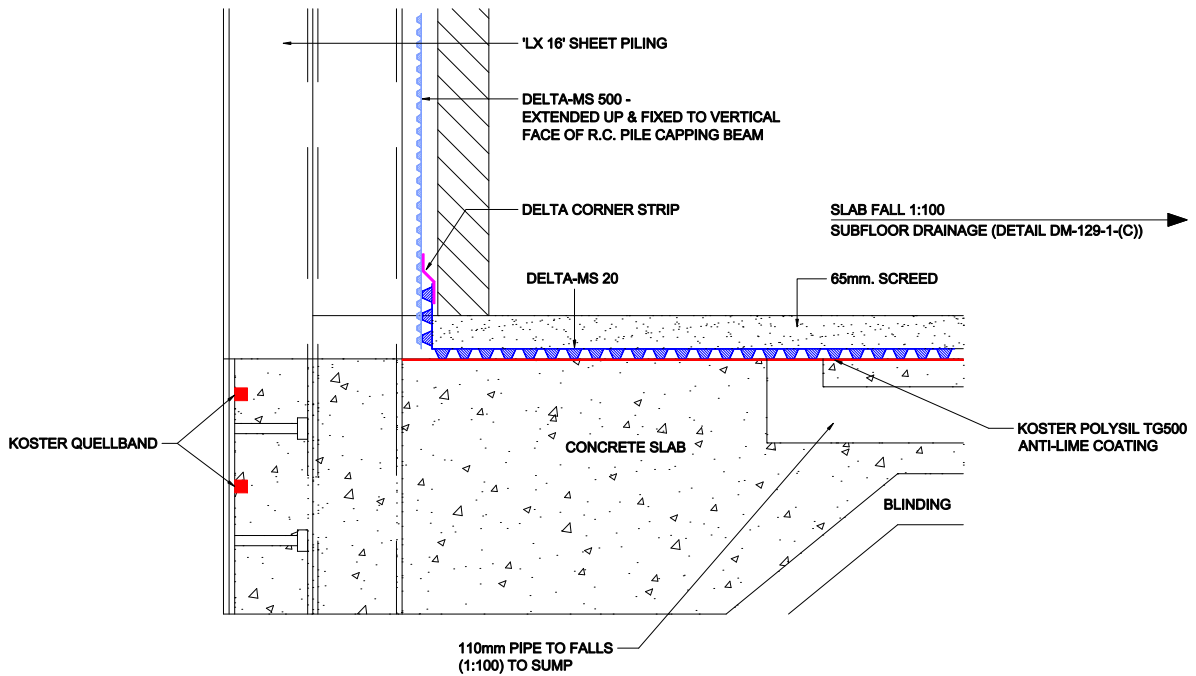 'LX 16' SHEET PILING
DELTA-MS 500 -
EXTENDED UP & FIXED TO VERTICAL
FACE OF R.C. PILE CAPPING BEAM
DELTA CORNER STRIP
SLAB FALL 1:100
SUBFLOOR DRAINAGE (DETAIL DM-129-1-(C))
DELTA-MS 20
65mm. SCREED
KOSTER QUELLBAND
CONCRETE SLAB
KOSTER POLYSIL TG500
ANTI-LIME COATING
BLINDING
110mm PIPE TO FALLS
(1:100) TO SUMP